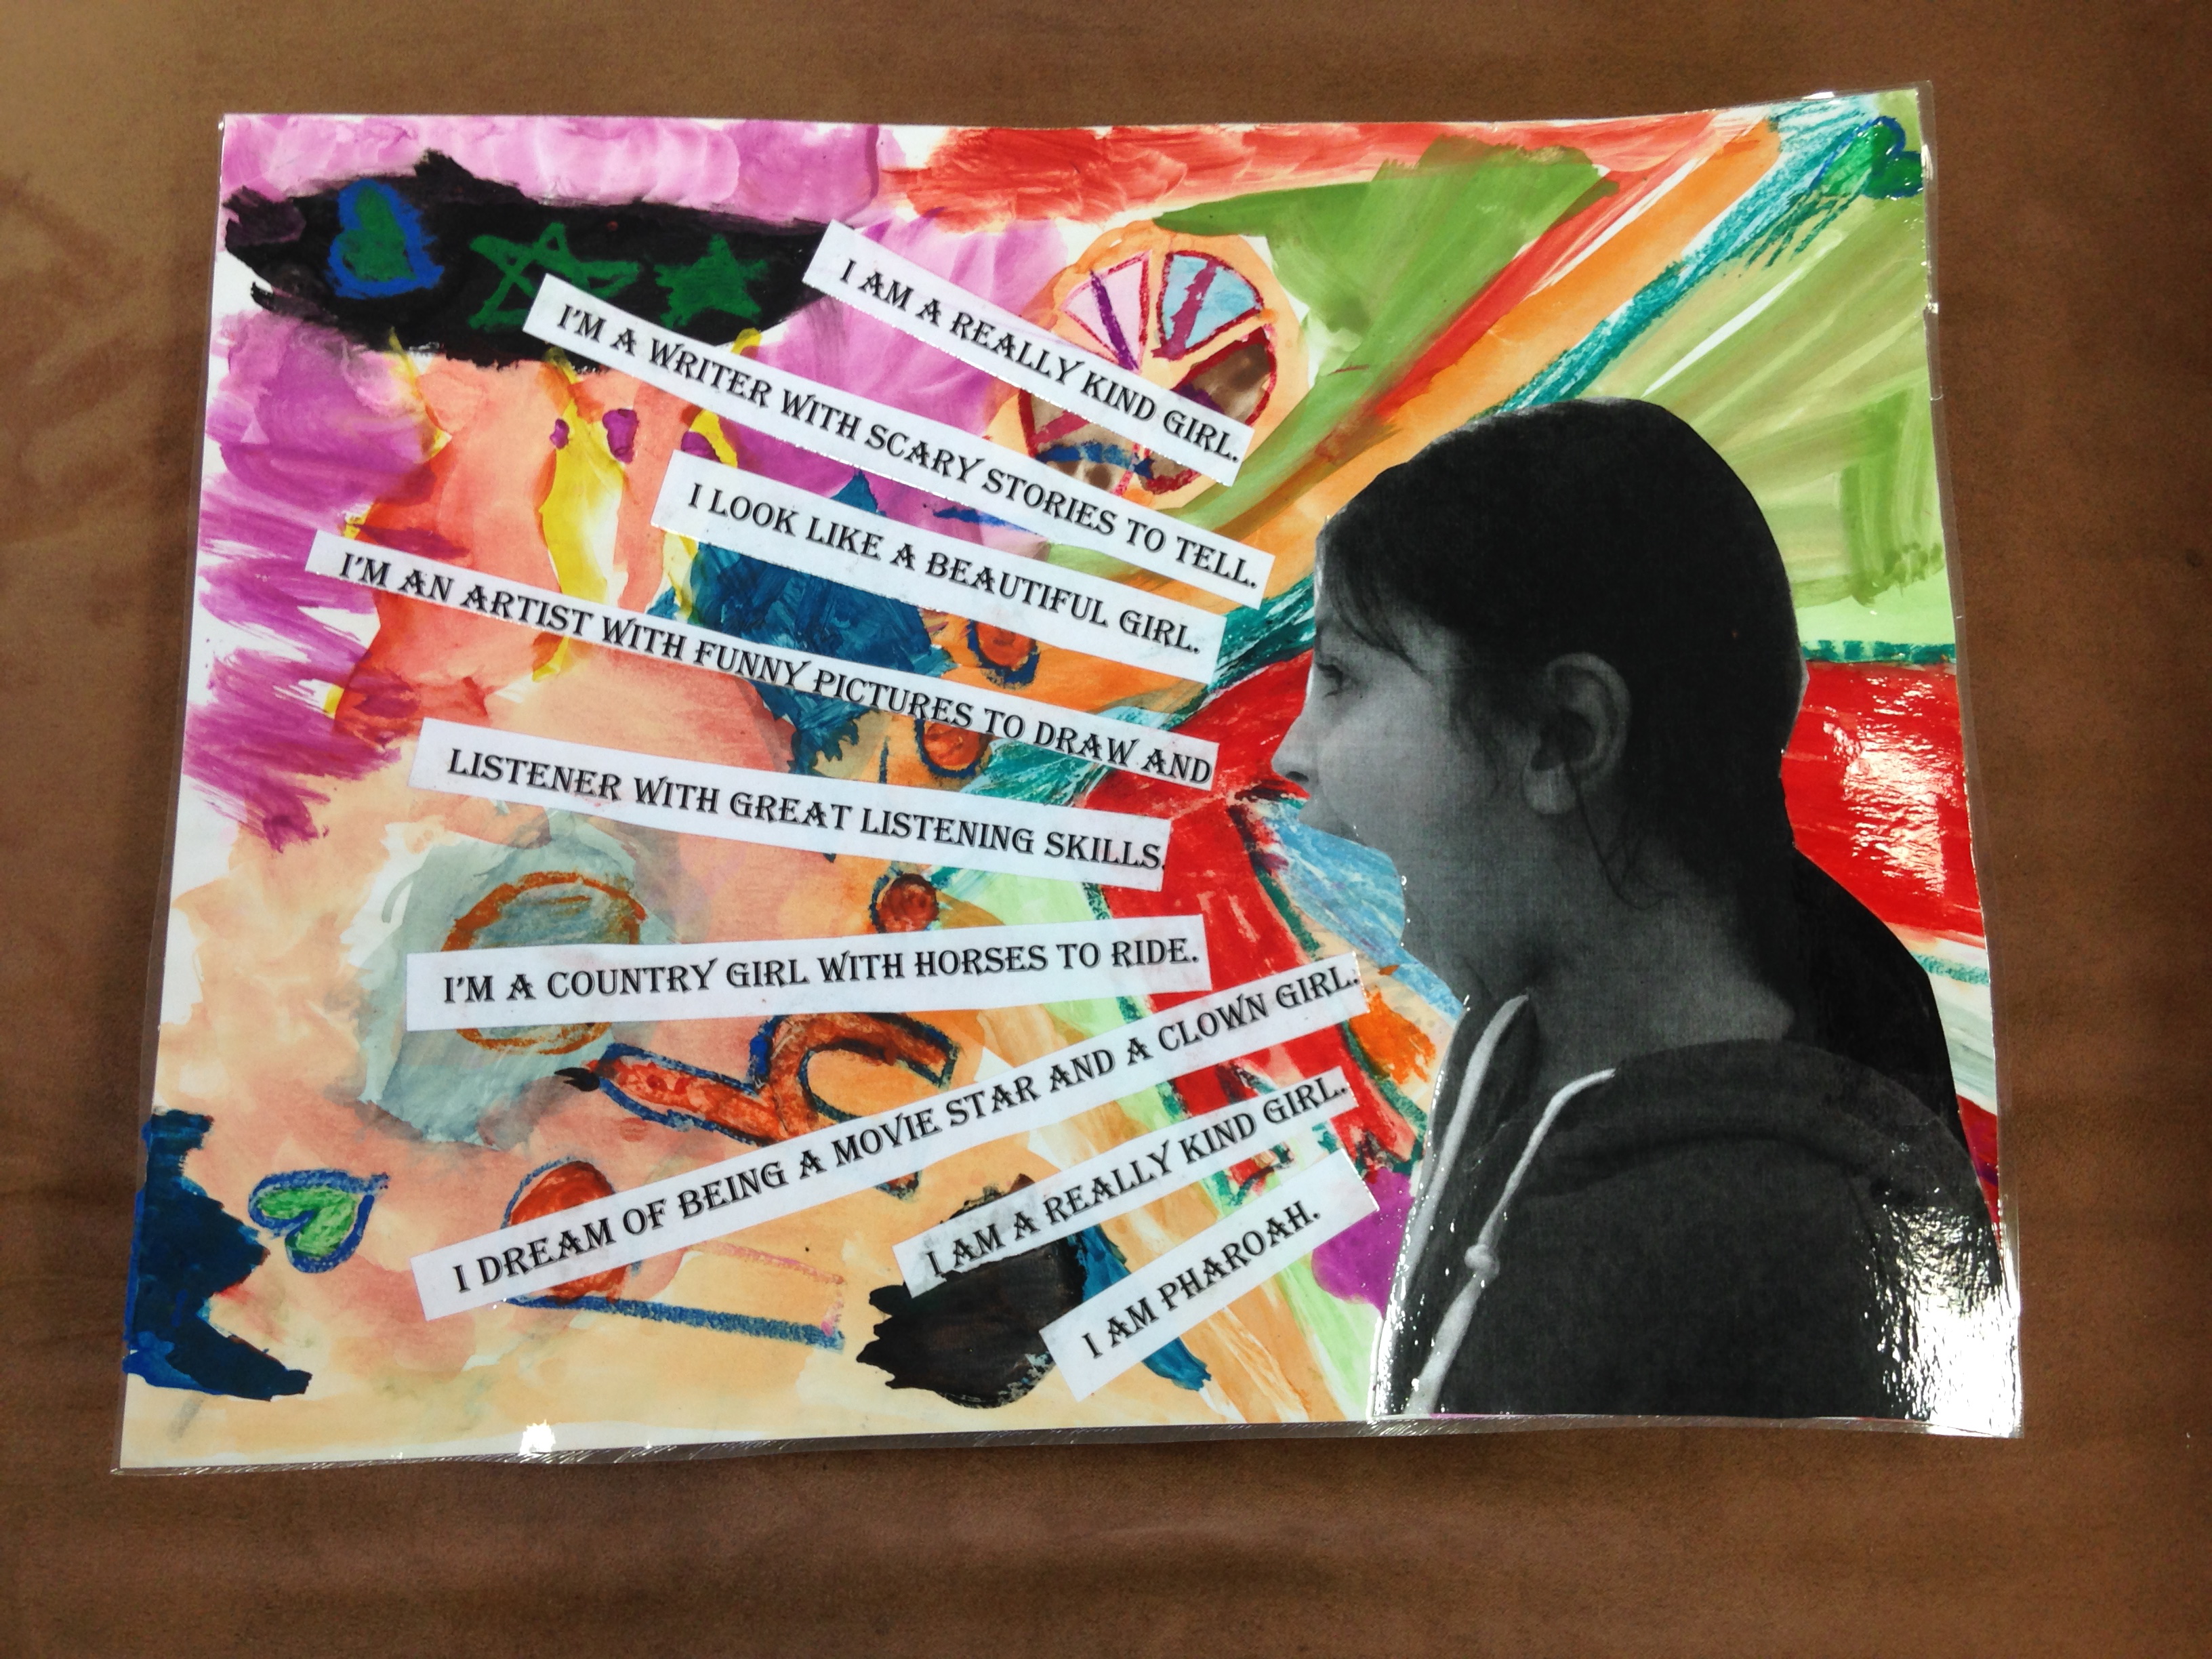 I AM A REALLY KIND GIRL.
I'M A WRITER WITH SCARY STORIES TO TELL.
I LOOK LIKE A BEAUTIFUL GIRL.
I'M AN ARTIST WITH FUNNY PICTURES TO DRAW AND
LISTENER WITH GREAT LISTENING SKILLS.
I'M A COUNTRY GIRL WITH HORSES TO RIDE.
I DREAM OF BEING A MOVIE STAR AND A CLOWN GIRL.
I AM A REALLY KIND GIRL.
I AM PHAROAH.